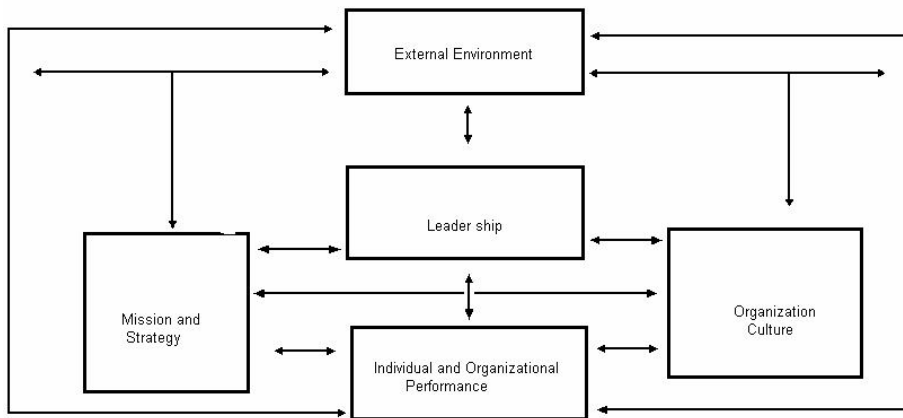 External Environment
Leader ship
Mission and
Strategy
Organization
Culture
Individual and Organizational
Performance